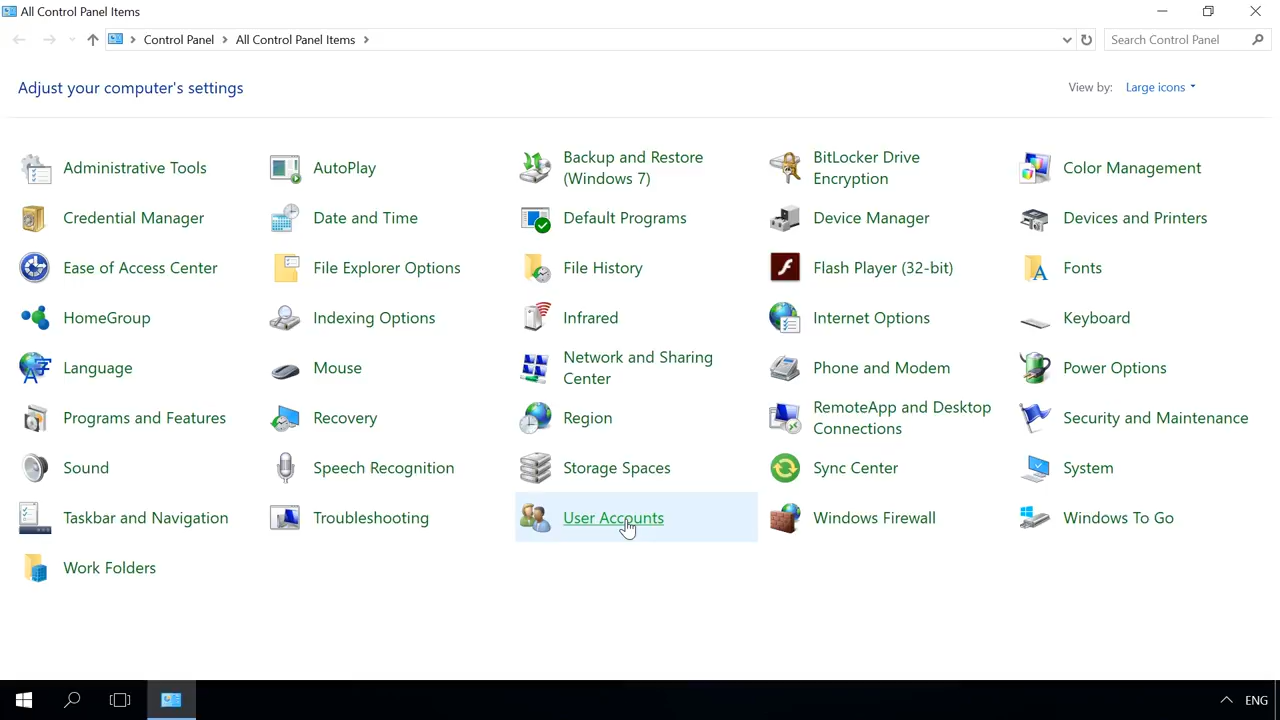 All Control Panel Items
Control Panel > All Control Panel Items >
Search Control Panel
Adjust your computer's settings
View by: Large icons
Administrative Tools
AutoPlay
Backup and Restore
(Windows 7)
BitLocker Drive
Encryption
Color Management
Credential Manager
Date and Time
Default Programs
Device Manager
Devices and Printers
Ease of Access Center
File Explorer Options
File History
Flash Player (32-bit)
Fonts
HomeGroup
Indexing Options
Infrared
Internet Options
Keyboard
Language
Mouse
Network and Sharing
Center
Phone and Modem
Power Options
Programs and Features
Recovery
Region
RemoteApp and Desktop
Connections
Security and Maintenance
Sound
Speech Recognition
Storage Spaces
Sync Center
System
Taskbar and Navigation
Troubleshooting
User Accounts
Windows Firewall
Windows To Go
Work Folders
ENG